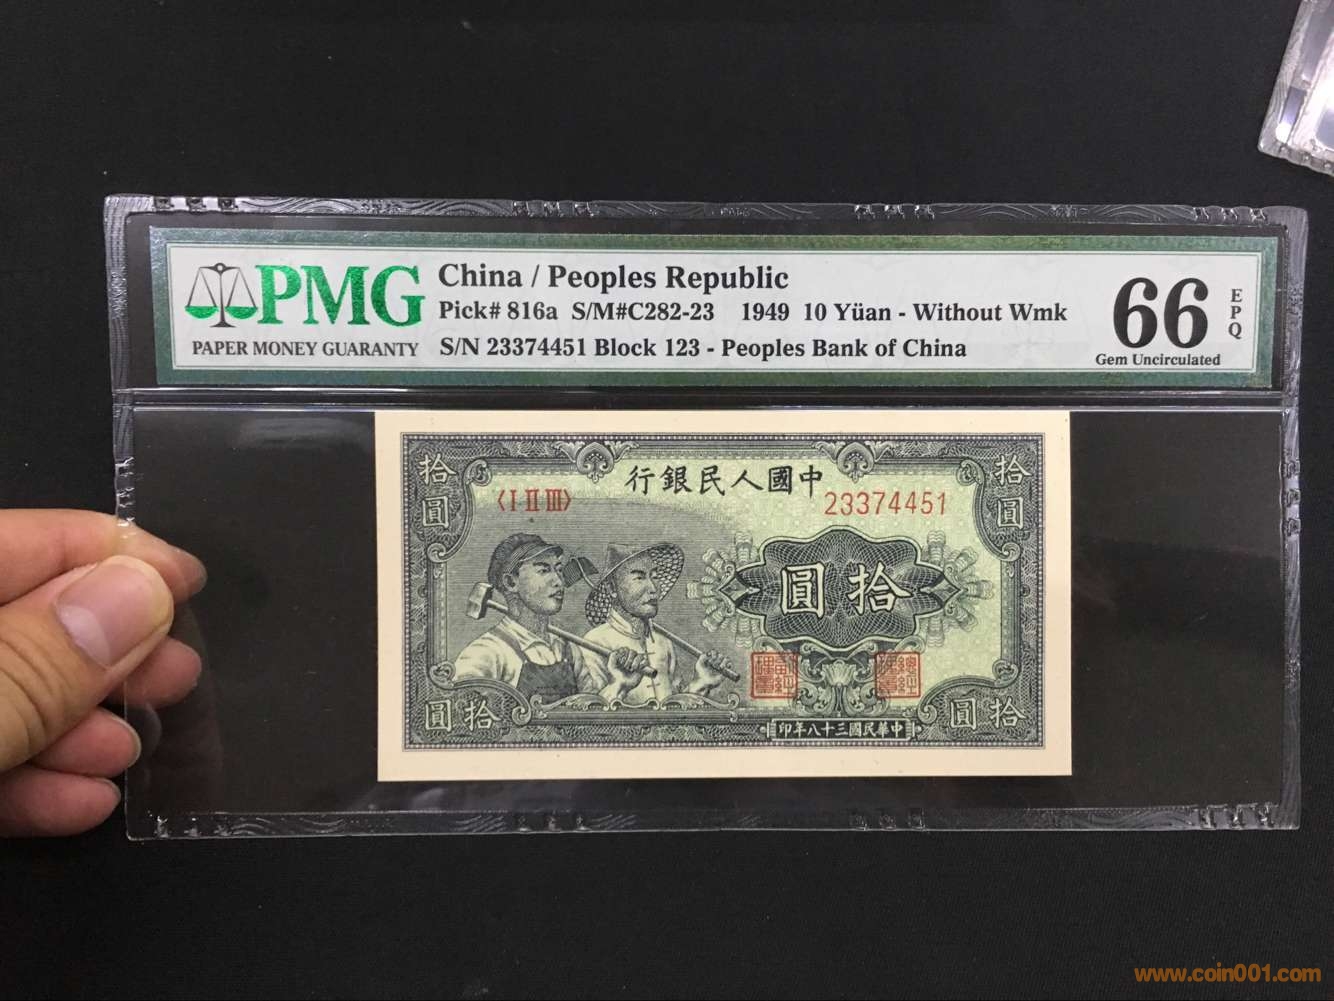 PMG
PAPER MONEY GUARANTY
China / Peoples Republic
Pick# 816a S/M#C282-23 1949 10 Yüan - Without Wmk
S/N 23374451 Block 123 - Peoples Bank of China
66
EPQ
Gem Uncirculated
行銀民人國中
〈I II III〉
23374451
拾圓
拾圓
圓拾
圓拾
圓拾
印年八十三國民華中
www.coin001.com